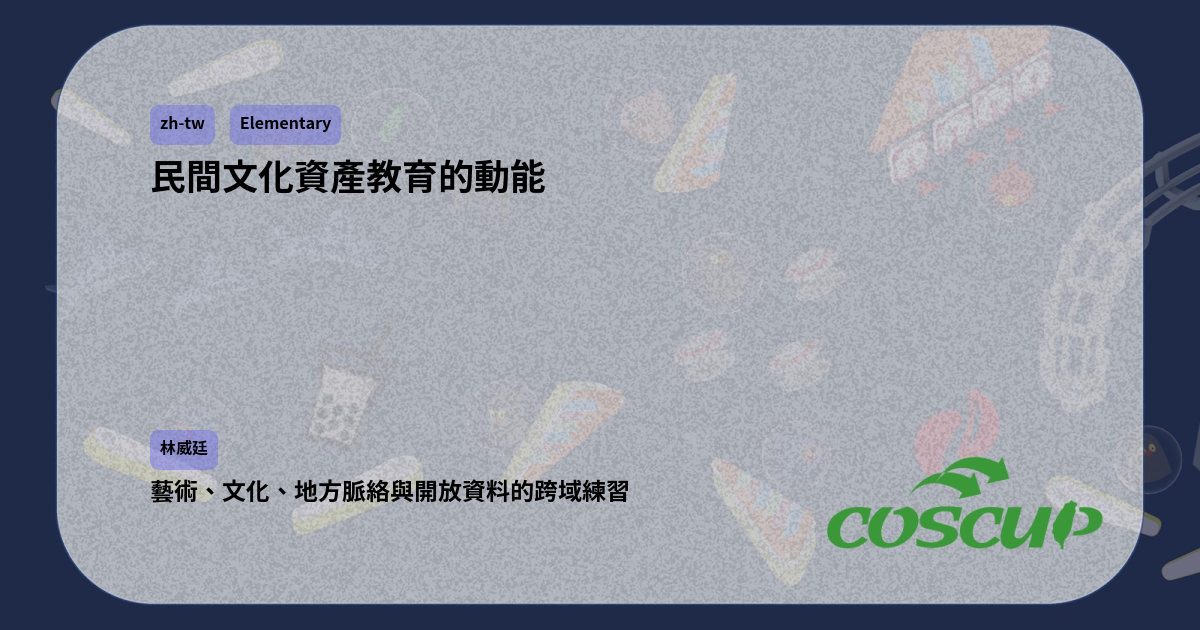 zh-tw Elementary
民間文化資產教育的動能
林威廷
藝術、文化、地方脈絡與開放資料的跨域練習
COSCUP